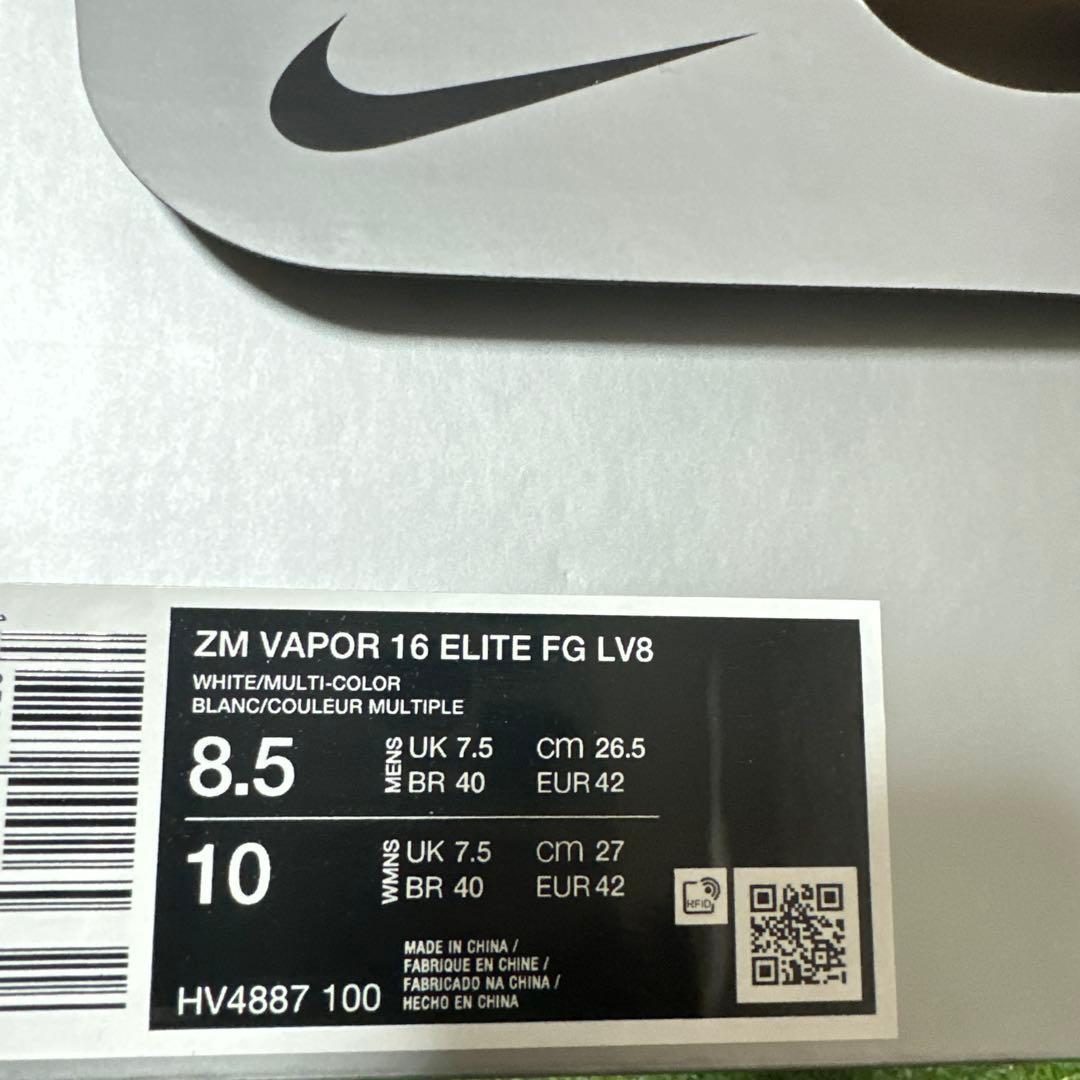 ZM VAPOR 16 ELITE FG LV8
WHITE/MULTI-COLOR
BLANC/COULEUR MULTIPLE
8.5 MENS UK 7.5 cm 26.5
BR 40 EUR 42
10 WMNS UK 7.5 cm 27
BR 40 EUR 42
RFID
MADE IN CHINA /
FABRIQUE EN CHINE /
FABRICADO NA CHINA /
HECHO EN CHINA
HV4887 100